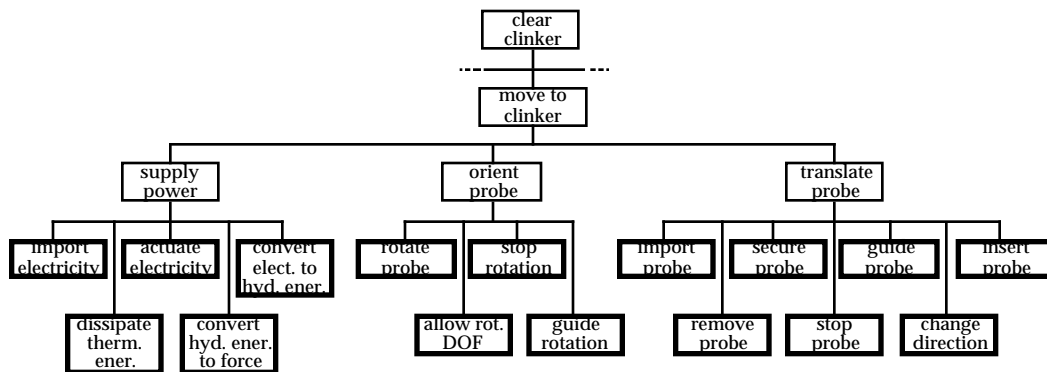 clear
clinker
move to
clinker
supply
power
orient
probe
translate
probe
import
electricity
actuate
electricity
convert
elect. to
hyd. ener.
rotate
probe
stop
rotation
import
probe
secure
probe
guide
probe
insert
probe
dissipate
therm.
ener.
convert
hyd. ener.
to force
allow rot.
DOF
guide
rotation
remove
probe
stop
probe
change
direction